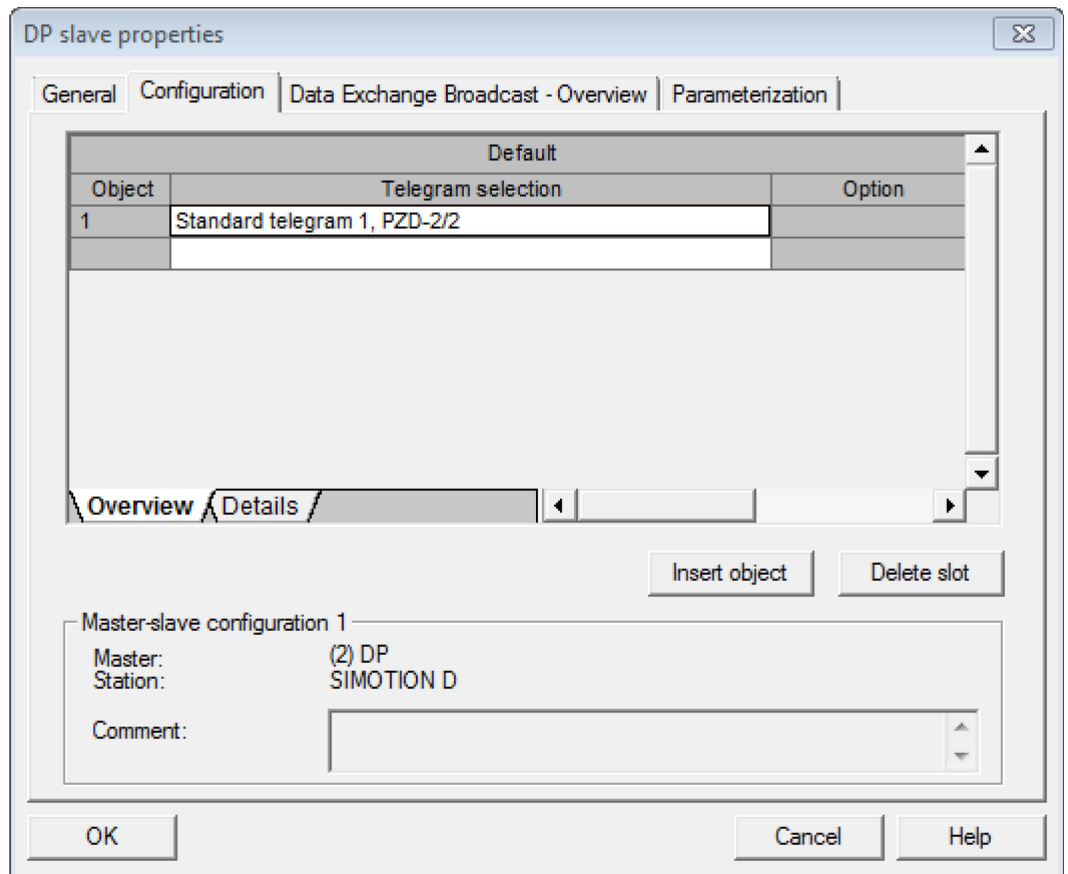 DP slave properties
General Configuration Data Exchange Broadcast - Overview Parameterization
Default
Object Telegram selection Option
1 Standard telegram 1, PZD-2/2
Overview Details
Insert object Delete slot
Master-slave configuration 1
Master: (2) DP
Station: SIMOTION D
Comment:
OK Cancel Help